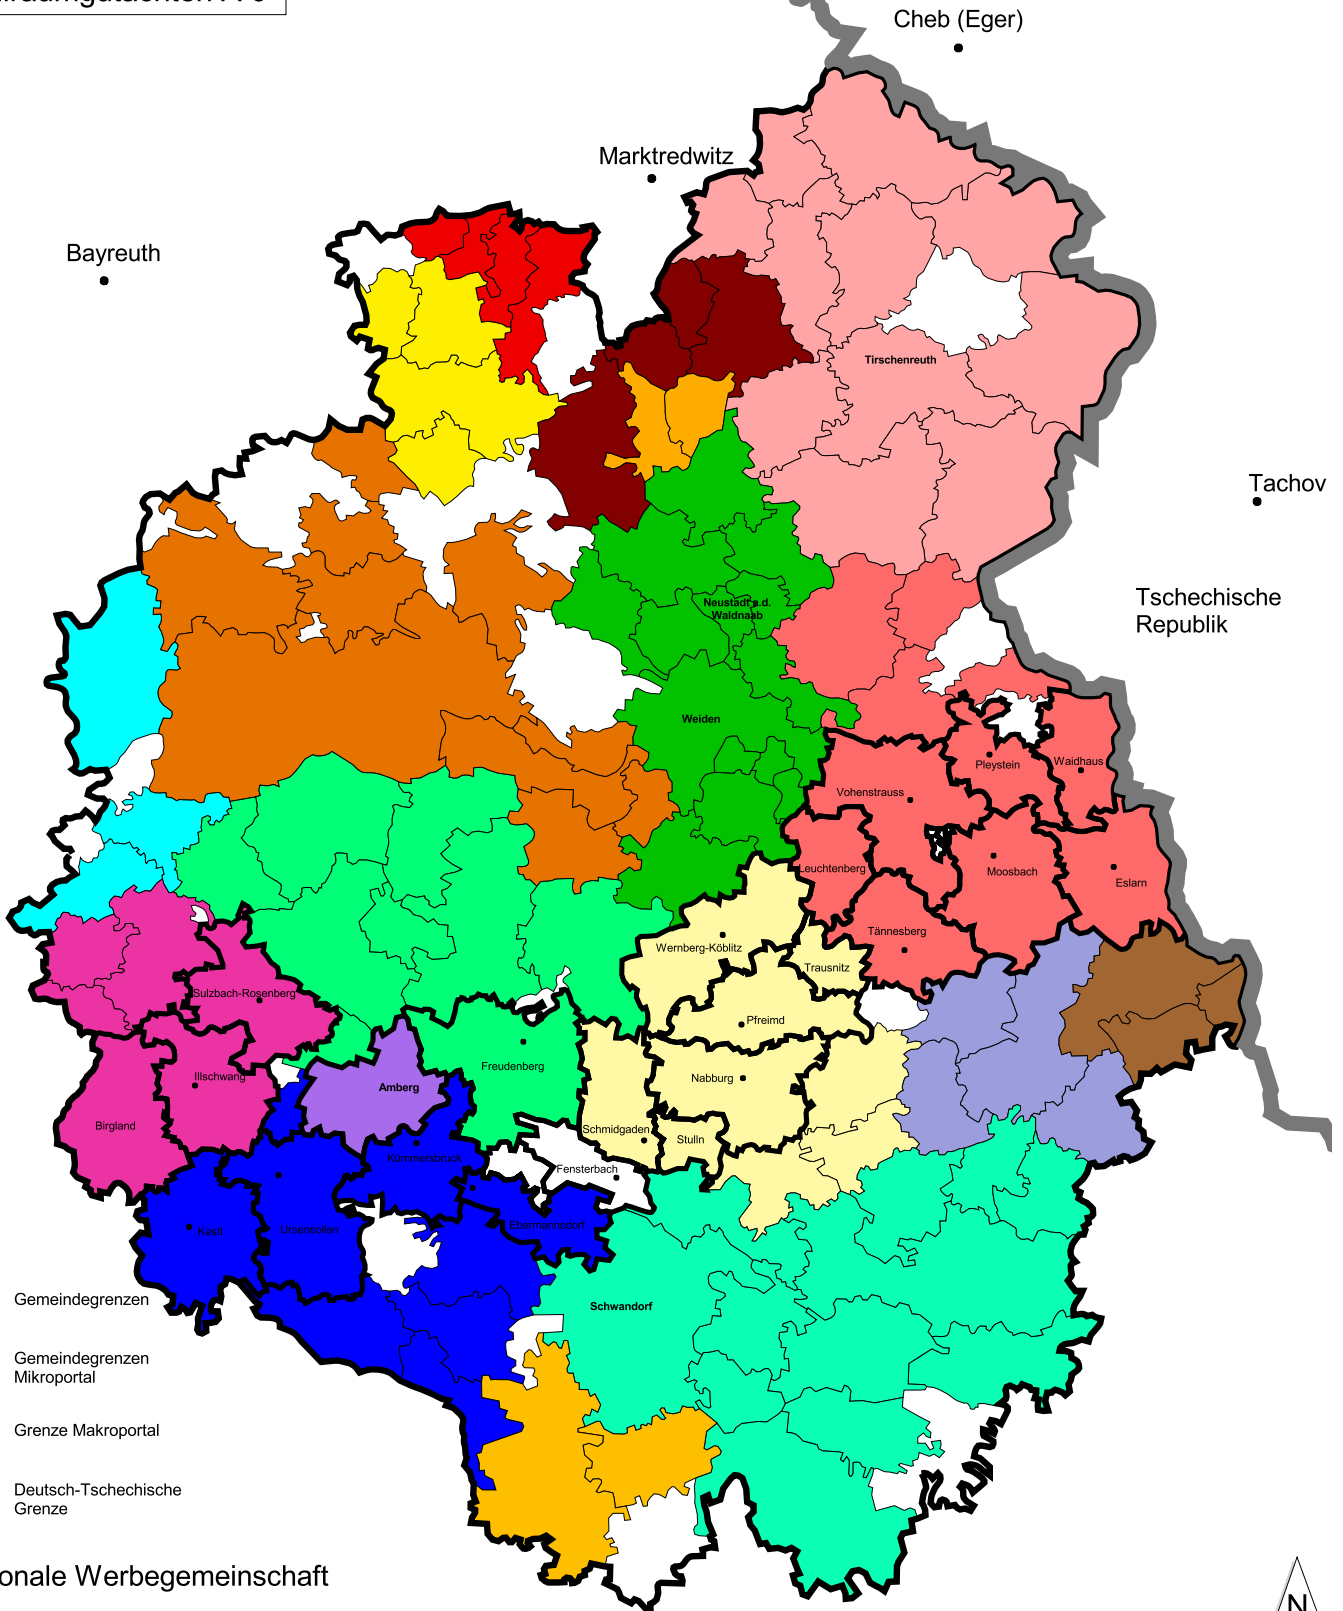 Cheb (Eger)
Marktredwitz
Bayreuth
Tirschenreuth
Tachov
Tschechische
Republik
Neustadt a.d.
Waldnaab
Weiden
Pleystein
Waidhaus
Vohenstrauss
Leuchtenberg
Moosbach
Eslarn
Tännesberg
Wernberg-Köblitz
Trausnitz
Sulzbach-Rosenberg
Pfreimd
Freudenberg
Illschwang
Amberg
Nabburg
Birgland
Schmidgaden
Stulln
Kümmersbruck
Fensterbach
Kastl
Ursensollen
Ebermannsdorf
Schwandorf
Gemeindegrenzen
Gemeindegrenzen
Mikroportal
Grenze Makroportal
Deutsch-Tschechische
Grenze
onale Werbegemeinschaft
N